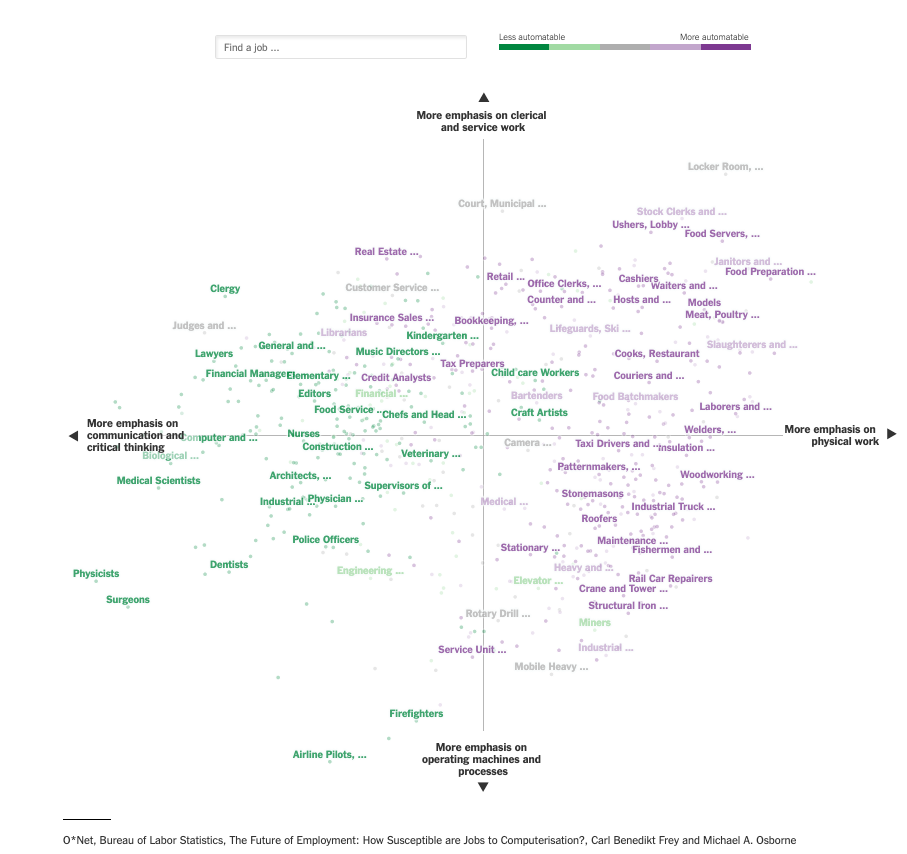 Find a job ...
Less automatable
More automatable
More emphasis on clerical
and service work
Locker Room, ...
Court, Municipal ...
Stock Clerks and ...
Ushers, Lobby ...
Food Servers, ...
Real Estate ...
Janitors and ...
Food Preparation ...
Retail ...
Cashiers
Office Clerks, ...
Waiters and ...
Clergy
Customer Service ...
Counter and ...
Hosts and ...
Models
Meat, Poultry ...
Insurance Sales ...
Bookkeeping, ...
Judges and ...
Librarians
Lifeguards, Ski ...
Kindergarten ...
General and ...
Slaughterers and ...
Lawyers
Music Directors ...
Cooks, Restaurant
Tax Preparers
Financial Manager
Elementary ...
Credit Analysts
Child care Workers
Couriers and ...
Editors
Financial ...
Bartenders
Food Batchmakers
Food Service ...
Chefs and Head ...
Craft Artists
Laborers and ...
More emphasis on
communication and
critical thinking
More emphasis on
physical work
Computer and ...
Nurses
Welders, ...
Construction ...
Camera ...
Taxi Drivers and ...
Insulation ...
Biological ...
Veterinary ...
Patternmakers, ...
Medical Scientists
Architects, ...
Woodworking ...
Supervisors of ...
Stonemasons
Industrial ...
Physician ...
Medical ...
Industrial Truck ...
Roofers
Police Officers
Maintenance ...
Stationary ...
Fishermen and ...
Dentists
Engineering ...
Heavy and ...
Physicists
Elevator ...
Rail Car Repairers
Crane and Tower ...
Surgeons
Structural Iron ...
Rotary Drill ...
Miners
Service Unit ...
Industrial ...
Mobile Heavy ...
Firefighters
Airline Pilots, ...
More emphasis on
operating machines and
processes
O*Net, Bureau of Labor Statistics, The Future of Employment: How Susceptible are Jobs to Computerisation?, Carl Benedikt Frey and Michael A. Osborne